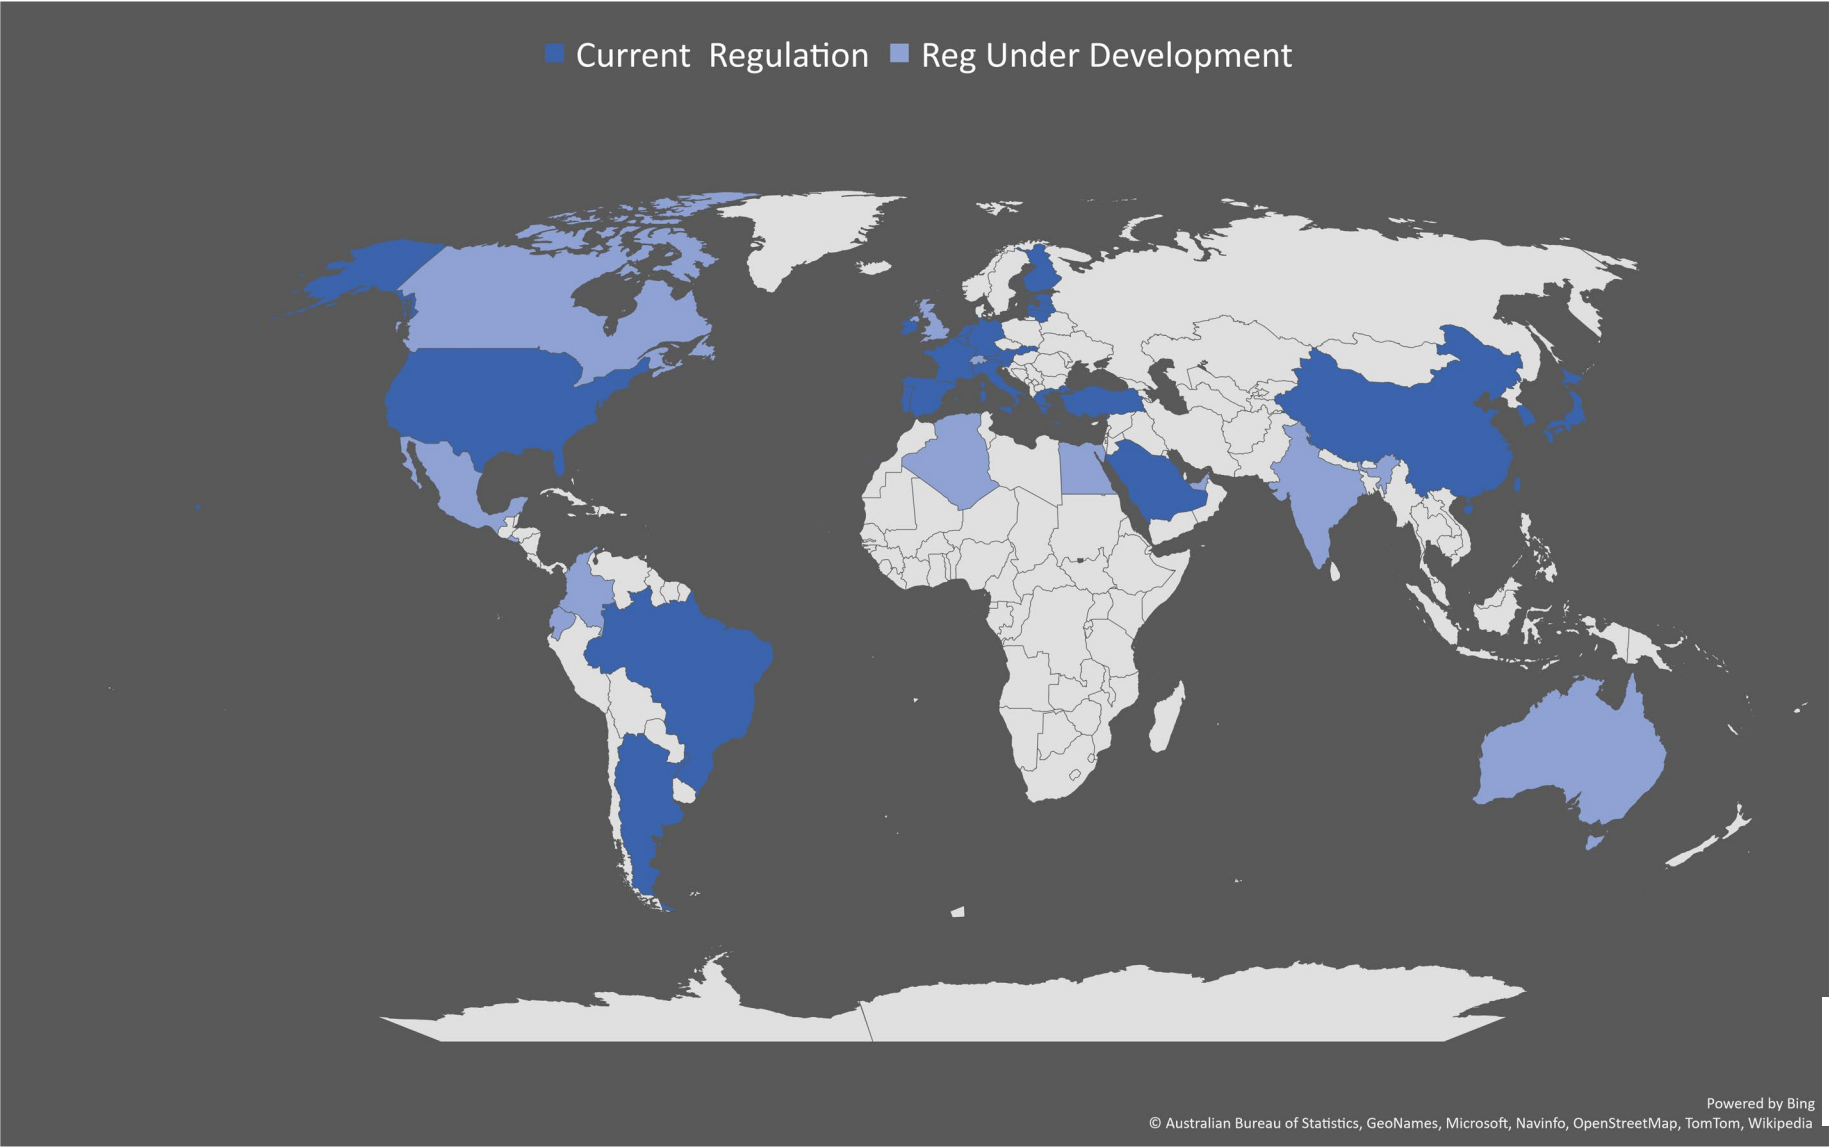 Current  Regulation Reg Under Development
Powered by Bing
© Australian Bureau of Statistics, GeoNames, Microsoft, Navinfo, OpenStreetMap, TomTom, Wikipedia